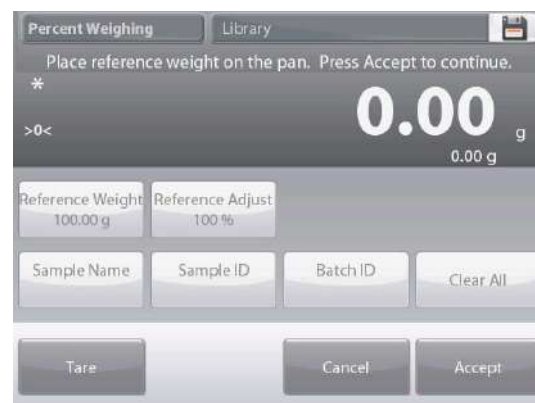 Percent Weighing Library
Place reference weight on the pan. Press Accept to continue.
*
>0<
0.00 g
0.00 g
Reference Weight Reference Adjust
100.00 g 100 %
Sample Name Sample ID Batch ID Clear All
Tare Cancel Accept